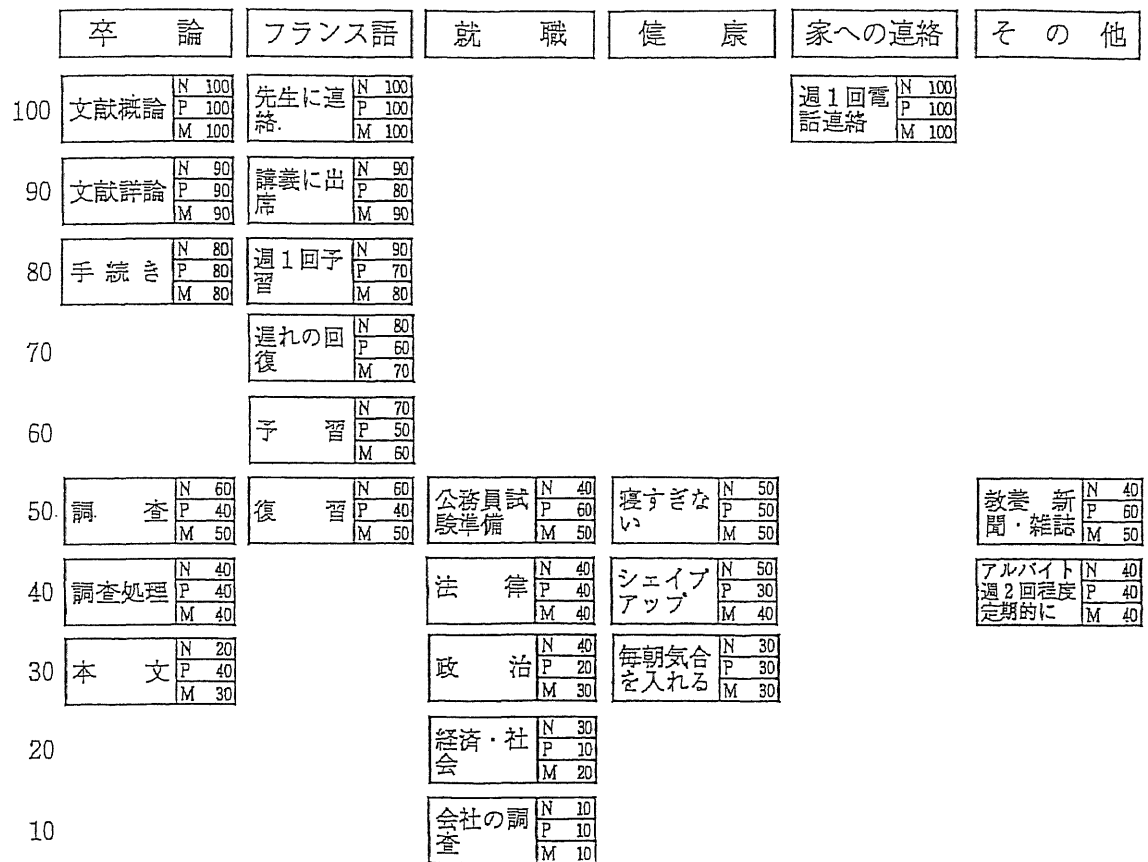 卒 論 フランス語 就 職 健 康 家への連絡 そ の 他
100
文献概論
N 100
P 100
M 100
先生に連
絡.
N 100
P 100
M 100
週1回電
話連絡
N 100
P 100
M 100
90
文献詳論
N 90
P 90
M 90
講義に出
席
N 90
P 80
M 90
80
手続き
N 80
P 80
M 80
週1回予
習
N 90
P 70
M 80
70
遅れの回
復
N 80
P 60
M 70
60
予 習
N 70
P 50
M 60
50.
調 査
N 60
P 40
M 50
復 習
N 60
P 40
M 50
公務員試
験準備
N 40
P 60
M 50
寝すぎな
い
N 50
P 50
M 50
教養 新
聞・雑誌
N 40
P 60
M 50
40
調査処理
N 40
P 40
M 40
法 律
N 40
P 40
M 40
シェイプ
アップ
N 50
P 30
M 40
アルバイト
週2回程度
定期的に
N 40
P 40
M 40
30
本 文
N 20
P 40
M 30
政 治
N 40
P 20
M 30
毎朝気合
を入れる
N 30
P 30
M 30
20
経済・社
会
N 30
P 10
M 20
10
会社の調
査
N 10
P 10
M 10